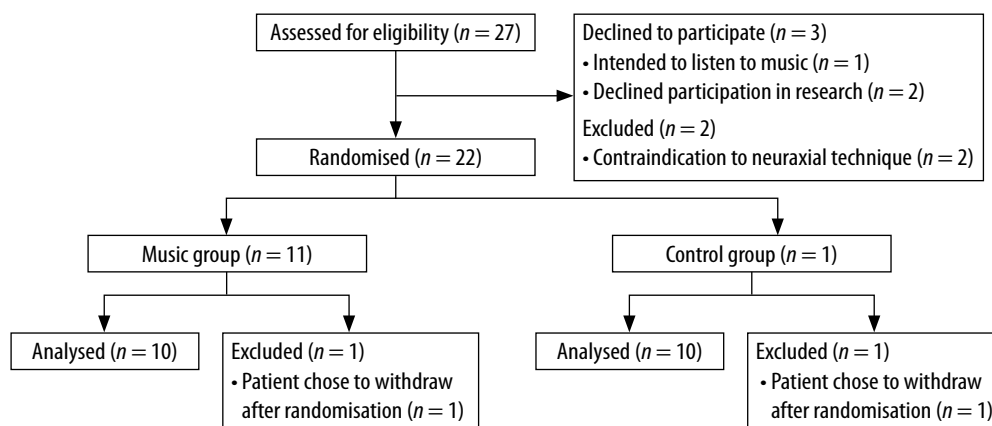 Assessed for eligibility (n = 27)
Declined to participate (n = 3)
• Intended to listen to music (n = 1)
• Declined participation in research (n = 2)
Excluded (n = 2)
• Contraindication to neuraxial technique (n = 2)
Randomised (n = 22)
Music group (n = 11)
Control group (n = 1)
Analysed (n = 10)
Excluded (n = 1)
• Patient chose to withdraw
after randomisation (n = 1)
Analysed (n = 10)
Excluded (n = 1)
• Patient chose to withdraw
after randomisation (n = 1)